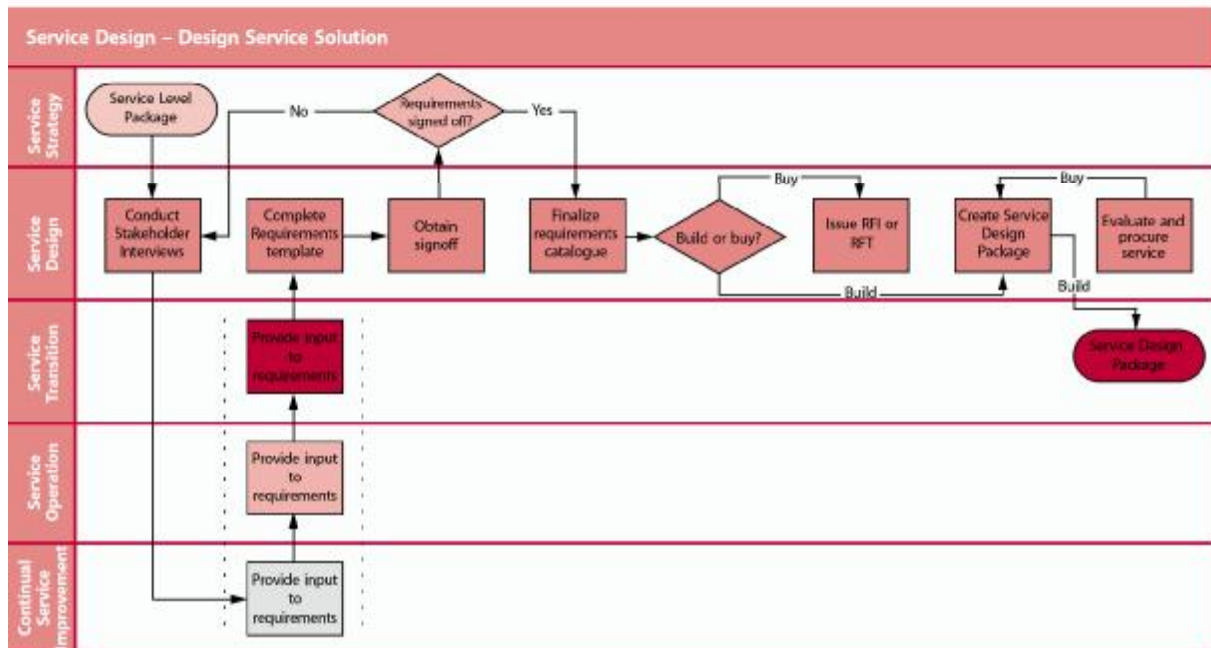 Service Design – Design Service Solution
Service
Strategy
Service Level
Package
No
Requirements
signed off?
Yes
Service
Design
Conduct
Stakeholder
Interviews
Complete
Requirements
template
Obtain
signoff
Finalize
requirements
catalogue
Build or buy?
Buy
Issue RFI or
RFT
Build
Create Service
Design
Package
Buy
Evaluate and
procure
service
Build
Service
Transition
Provide input
to
requirements
Service Design
Package
Service
Operation
Provide input
to
requirements
Continual
Service
Improvement
Provide input
to
requirements